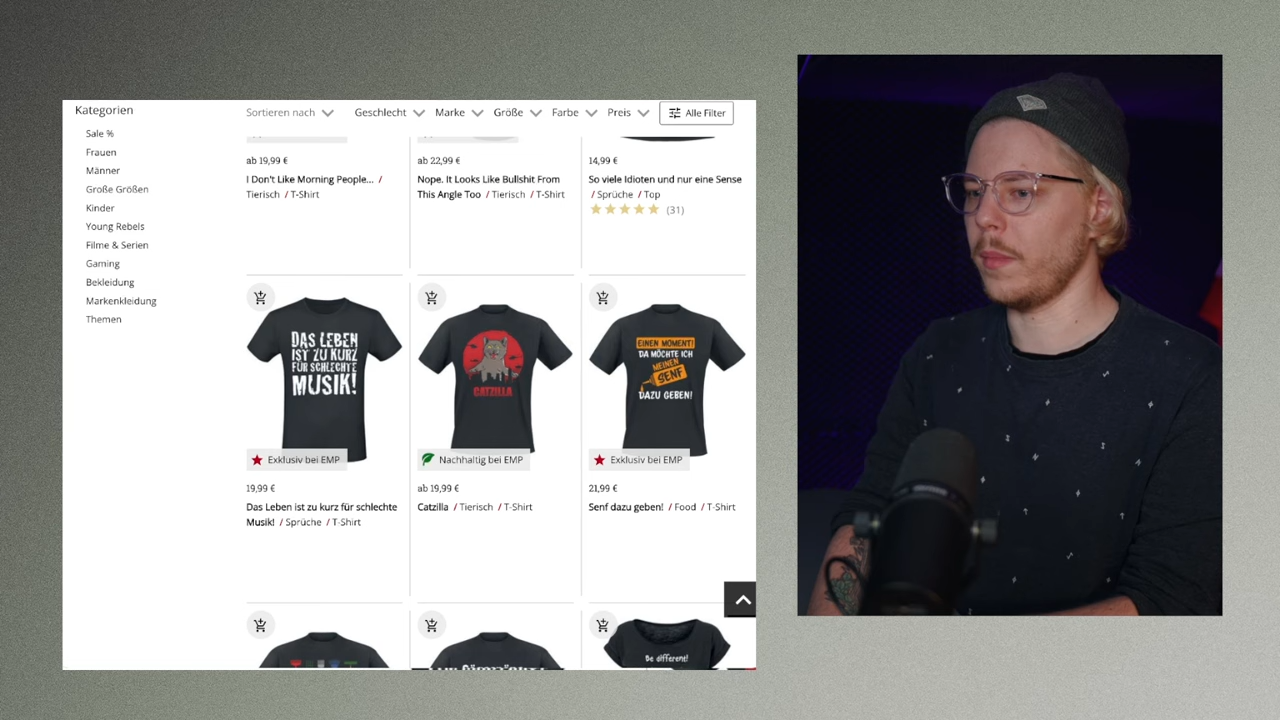 Kategorien
Sale %
Frauen
Männer
Große Größen
Kinder
Young Rebels
Filme & Serien
Gaming
Bekleidung
Markenkleidung
Themen
Sortieren nach
Geschlecht
Marke
Größe
Farbe
Preis
Alle Filter
ab 19,99 €
I Don't Like Morning People... /
Tierisch / T-Shirt
ab 22,99 €
Nope. It Looks Like Bullshit From
This Angle Too / Tierisch / T-Shirt
14,99 €
So viele Idioten und nur eine Sense
/ Sprüche / Top
(31)
DAS LEBEN
IST ZU KURZ
FÜR SCHLECHTE
MUSIK!
Exklusiv bei EMP
19,99 €
Das Leben ist zu kurz für schlechte
Musik! / Sprüche / T-Shirt
CATZILLA
Nachhaltig bei EMP
ab 19,99 €
Catzilla / Tierisch / T-Shirt
EINEN MOMENT!
DA MÖCHTE ICH
MEINEN
SENF
DAZU GEBEN!
Exklusiv bei EMP
21,99 €
Senf dazu geben! / Food / T-Shirt
Be different!